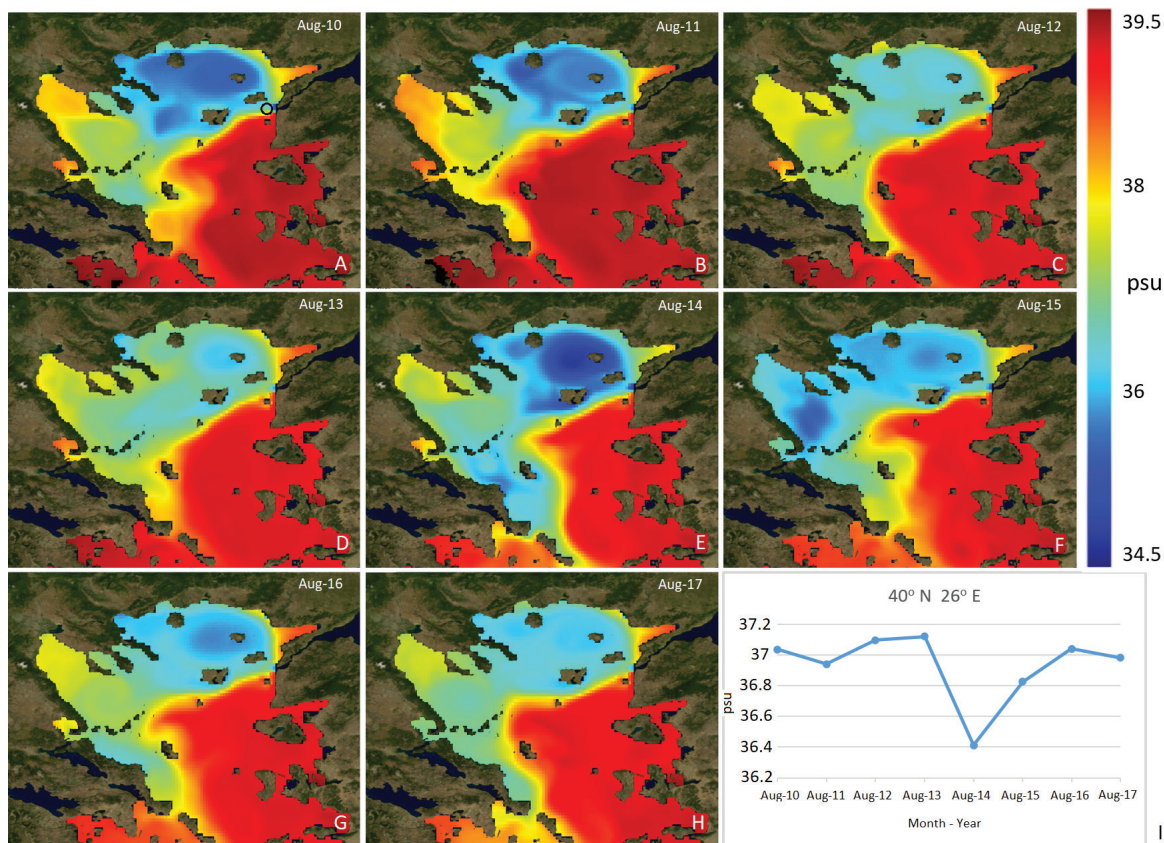 Aug-10
A
Aug-11
B
Aug-12
C
39.5
38
psu
36
34.5
Aug-13
D
Aug-14
E
Aug-15
F
Aug-16
G
Aug-17
H
40º N 26º E
37.2
37
36.8
36.6
36.4
36.2
psu
Aug-10 Aug-11 Aug-12 Aug-13 Aug-14 Aug-15 Aug-16 Aug-17
Month - Year
I